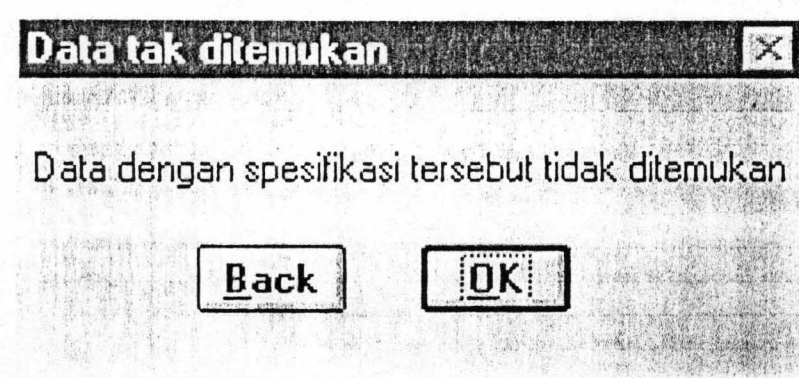 Data tak ditemukan
Data dengan spesifikasi tersebut tidak ditemukan
Back
OK